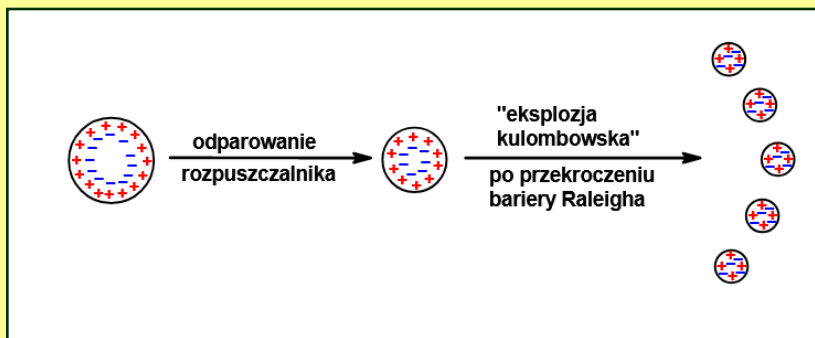 odparowanie
rozpuszczalnika
"eksplozja
kulombowska"
po przekroczeniu
bariery Raleigha